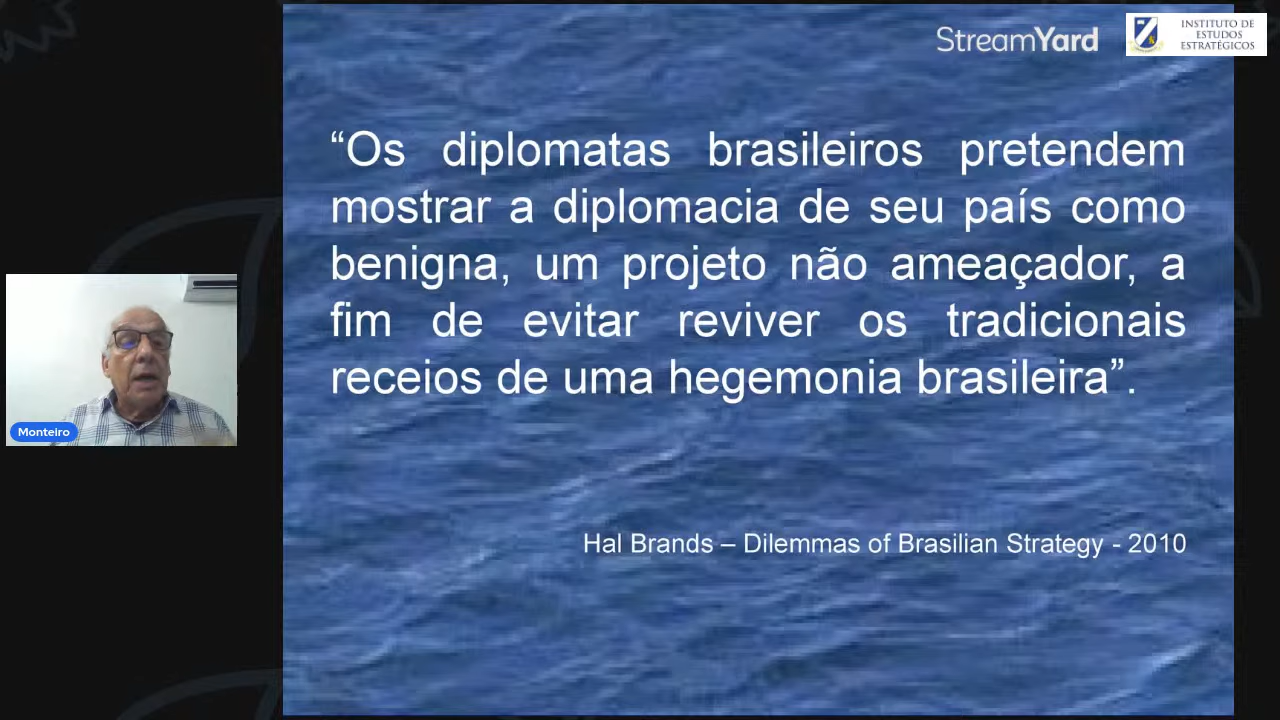 StreamYard
INSTITUTO DE
ESTUDOS
ESTRATÉGICOS
“Os diplomatas brasileiros pretendem
mostrar a diplomacia de seu país como
benigna, um projeto não ameaçador, a
fim de evitar reviver os tradicionais
receios de uma hegemonia brasileira”.
Monteiro
Hal Brands – Dilemmas of Brasilian Strategy - 2010